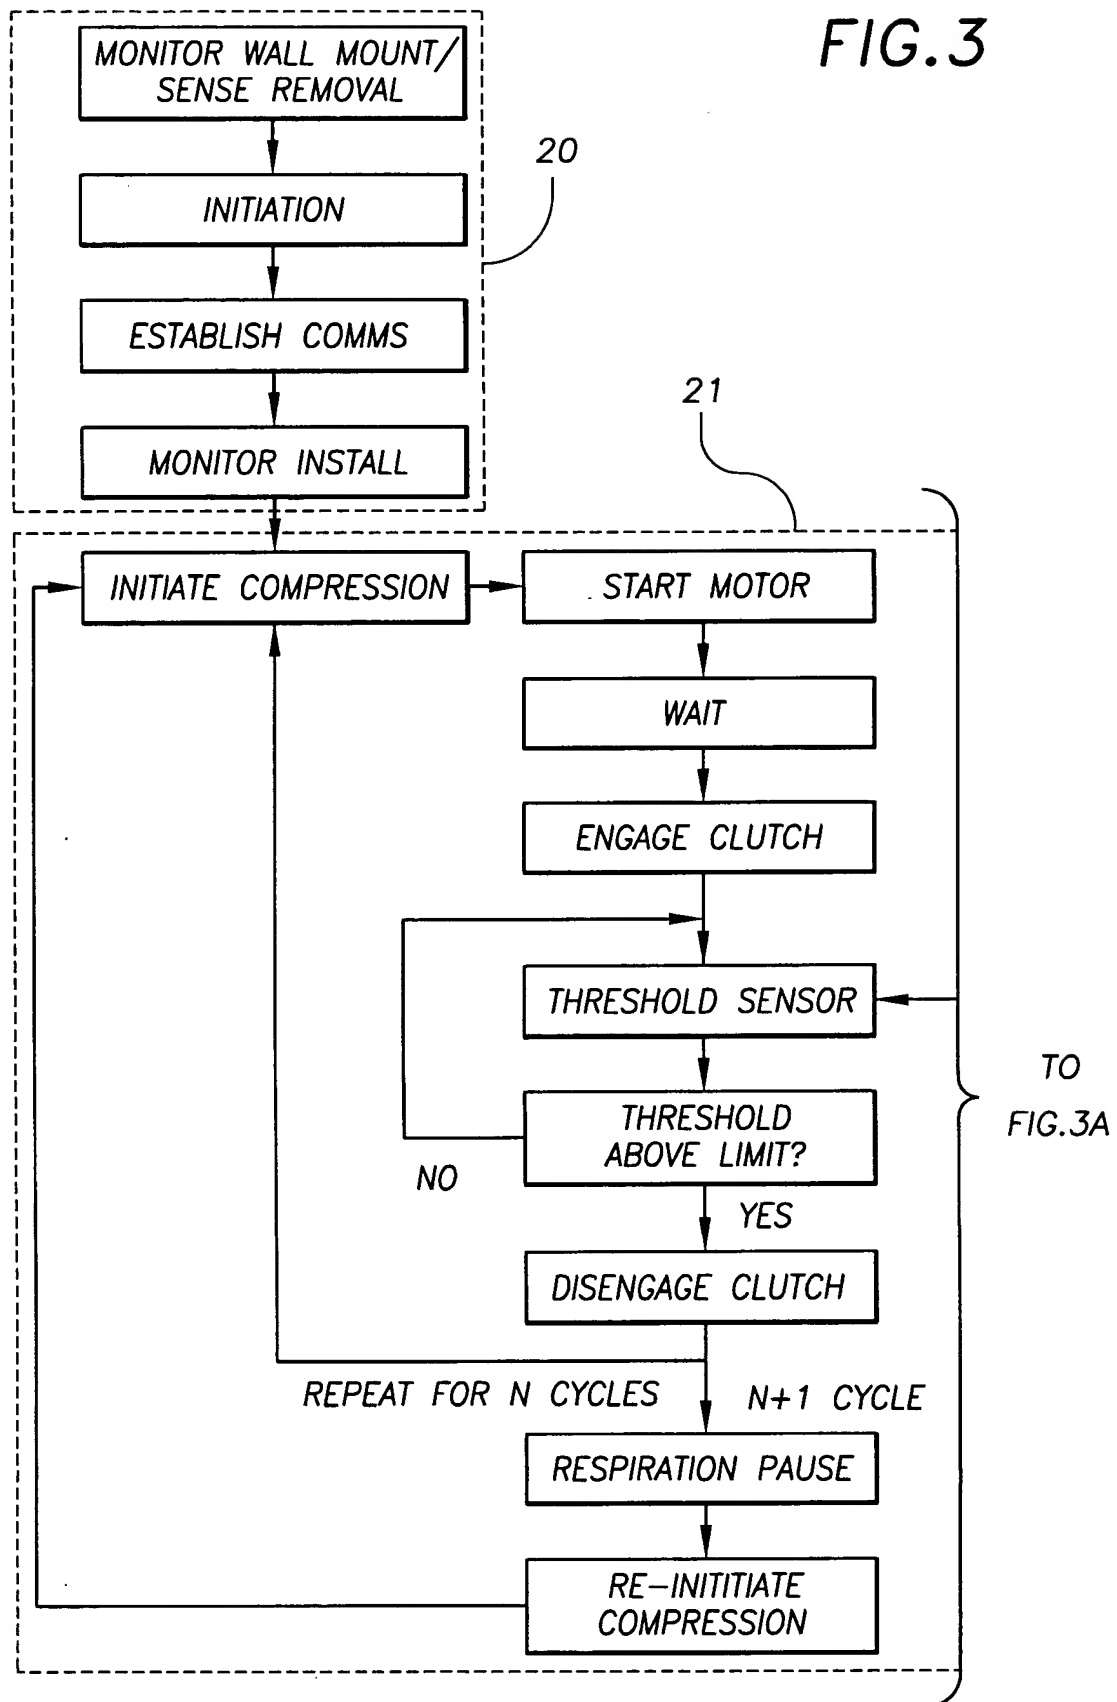 FIG.3
MONITOR WALL MOUNT/
SENSE REMOVAL
20
INITIATION
ESTABLISH COMMS
21
MONITOR INSTALL
INITIATE COMPRESSION
START MOTOR
WAIT
ENGAGE CLUTCH
THRESHOLD SENSOR
TO
FIG.3A
THRESHOLD
ABOVE LIMIT?
NO
YES
DISENGAGE CLUTCH
REPEAT FOR N CYCLES
N+1 CYCLE
RESPIRATION PAUSE
RE-INITITIATE
COMPRESSION